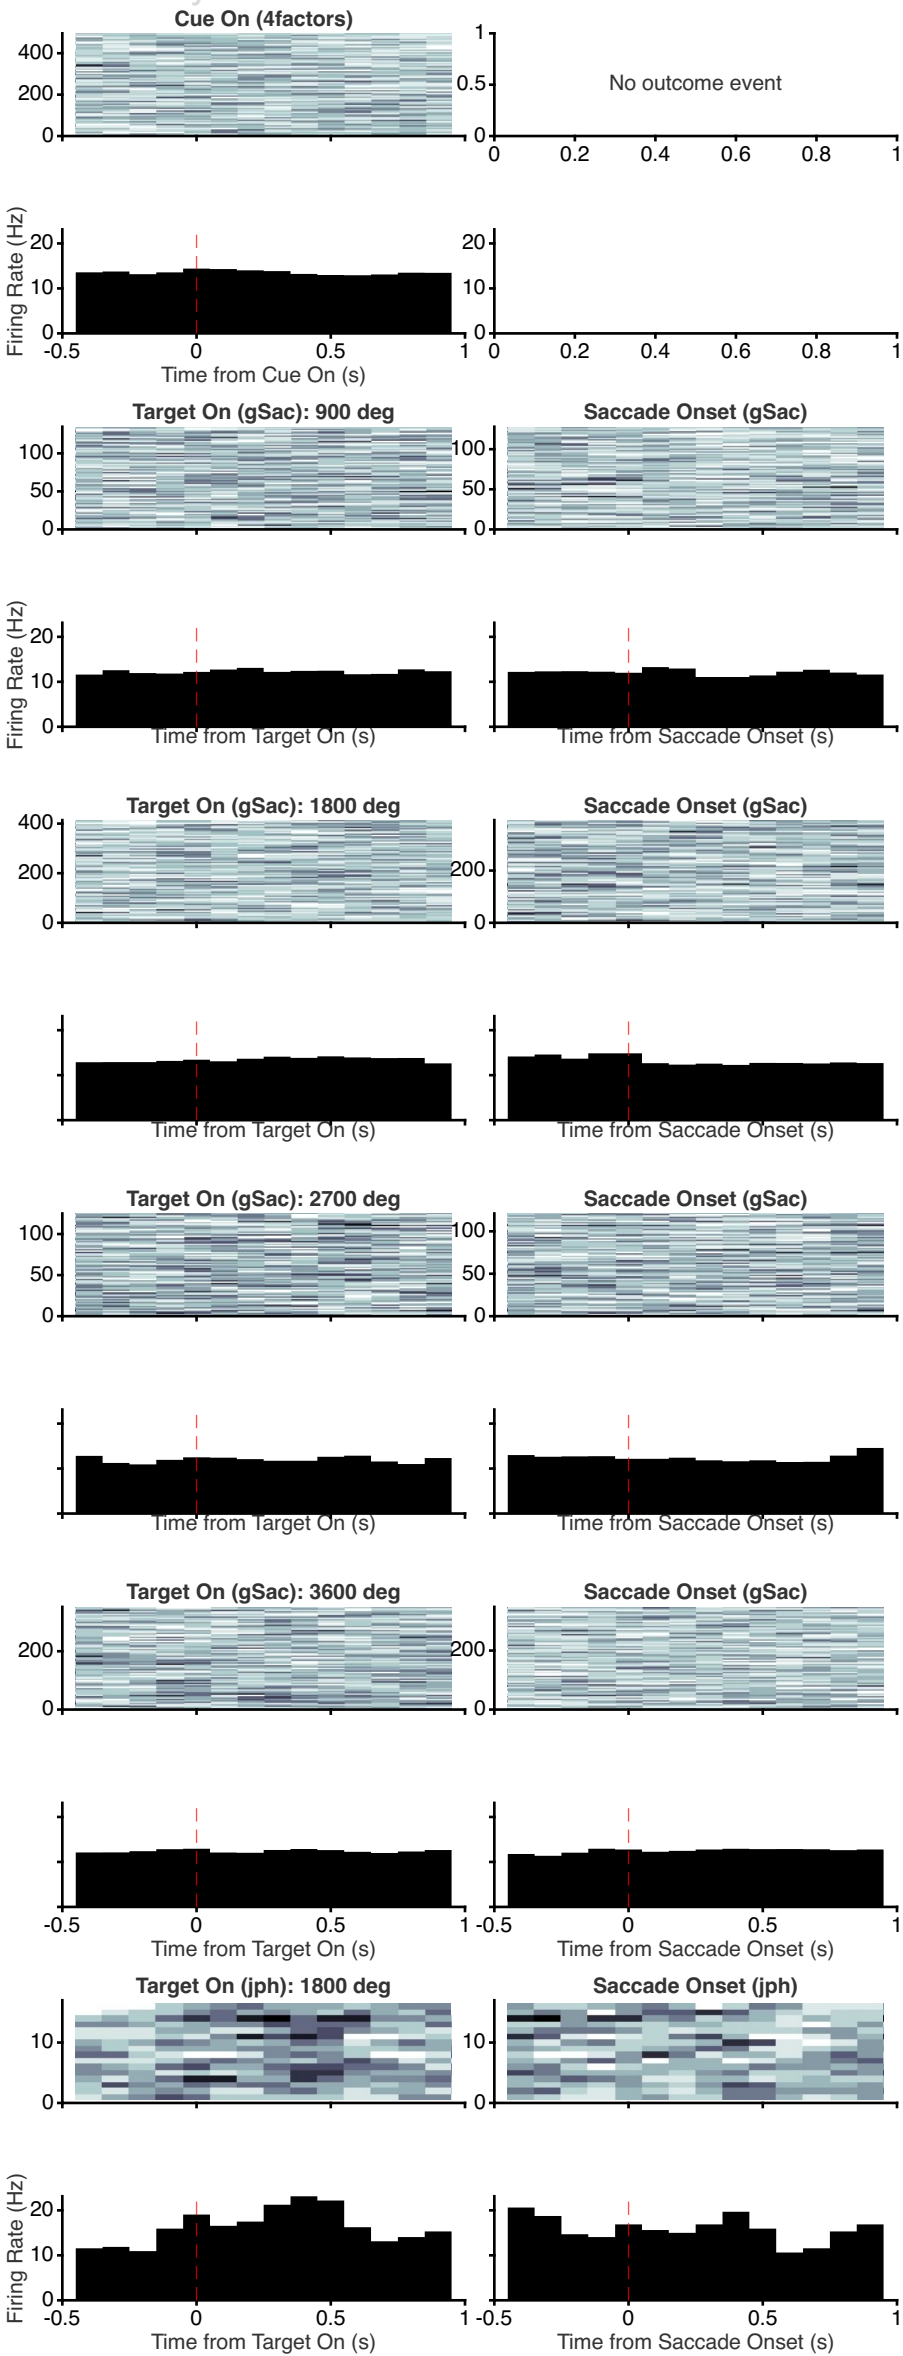 Cue On (4factors)
400
200
0
1
0.5
0
No outcome event
0 0.2 0.4 0.6 0.8 1
Firing Rate (Hz)
20
10
0
-0.5 0 0.5 1
Time from Cue On (s)
20
10
0
0 0.2 0.4 0.6 0.8 1
Target On (gSac): 900 deg
100
50
0
Saccade Onset (gSac)
100
50
0
Firing Rate (Hz)
20
10
0
Time from Target On (s)
Time from Saccade Onset (s)
Target On (gSac): 1800 deg
400
200
0
Saccade Onset (gSac)
200
0
Time from Target On (s)
Time from Saccade Onset (s)
Target On (gSac): 2700 deg
100
50
0
Saccade Onset (gSac)
100
50
0
Time from Target On (s)
Time from Saccade Onset (s)
Target On (gSac): 3600 deg
200
0
Saccade Onset (gSac)
200
0
-0.5 0 0.5 1
Time from Target On (s)
-0.5 0 0.5 1
Time from Saccade Onset (s)
Target On (jph): 1800 deg
10
0
Saccade Onset (jph)
10
0
Firing Rate (Hz)
20
10
0
-0.5 0 0.5 1
Time from Target On (s)
20
10
0
-0.5 0 0.5 1
Time from Saccade Onset (s)